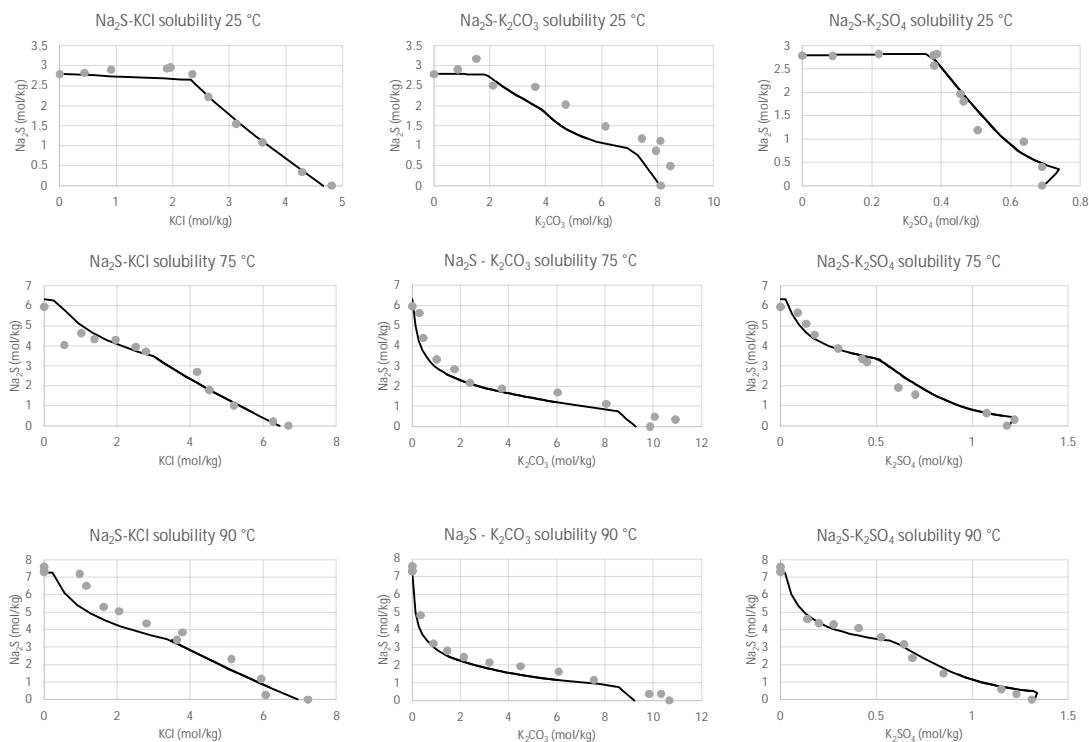 Na₂S-KCl solubility 25 °C
Na₂S (mol/kg)
3.5
3
2.5
2
1.5
1
0.5
0
0 1 2 3 4 5
KCl (mol/kg)
Na₂S-K₂CO₃ solubility 25 °C
Na₂S (mol/kg)
3.5
3
2.5
2
1.5
1
0.5
0
0 2 4 6 8 10
K₂CO₃ (mol/kg)
Na₂S-K₂SO₄ solubility 25 °C
Na₂S (mol/kg)
3
2.5
2
1.5
1
0.5
0
0 0.2 0.4 0.6 0.8
K₂SO₄ (mol/kg)
Na₂S-KCl solubility 75 °C
Na₂S (mol/kg)
7
6
5
4
3
2
1
0
0 2 4 6 8
KCl (mol/kg)
Na₂S - K₂CO₃ solubility 75 °C
Na₂S (mol/kg)
7
6
5
4
3
2
1
0
0 2 4 6 8 10 12
K₂CO₃ (mol/kg)
Na₂S-K₂SO₄ solubility 75 °C
Na₂S (mol/kg)
7
6
5
4
3
2
1
0
0 0.5 1 1.5
K₂SO₄ (mol/kg)
Na₂S-KCl solubility 90 °C
Na₂S (mol/kg)
8
7
6
5
4
3
2
1
0
0 2 4 6 8
KCl (mol/kg)
Na₂S - K₂CO₃ solubility 90 °C
Na₂S (mol/kg)
8
7
6
5
4
3
2
1
0
0 2 4 6 8 10 12
K₂CO₃ (mol/kg)
Na₂S-K₂SO₄ solubility 90 °C
Na₂S (mol/kg)
8
7
6
5
4
3
2
1
0
0 0.5 1 1.5
K₂SO₄ (mol/kg)